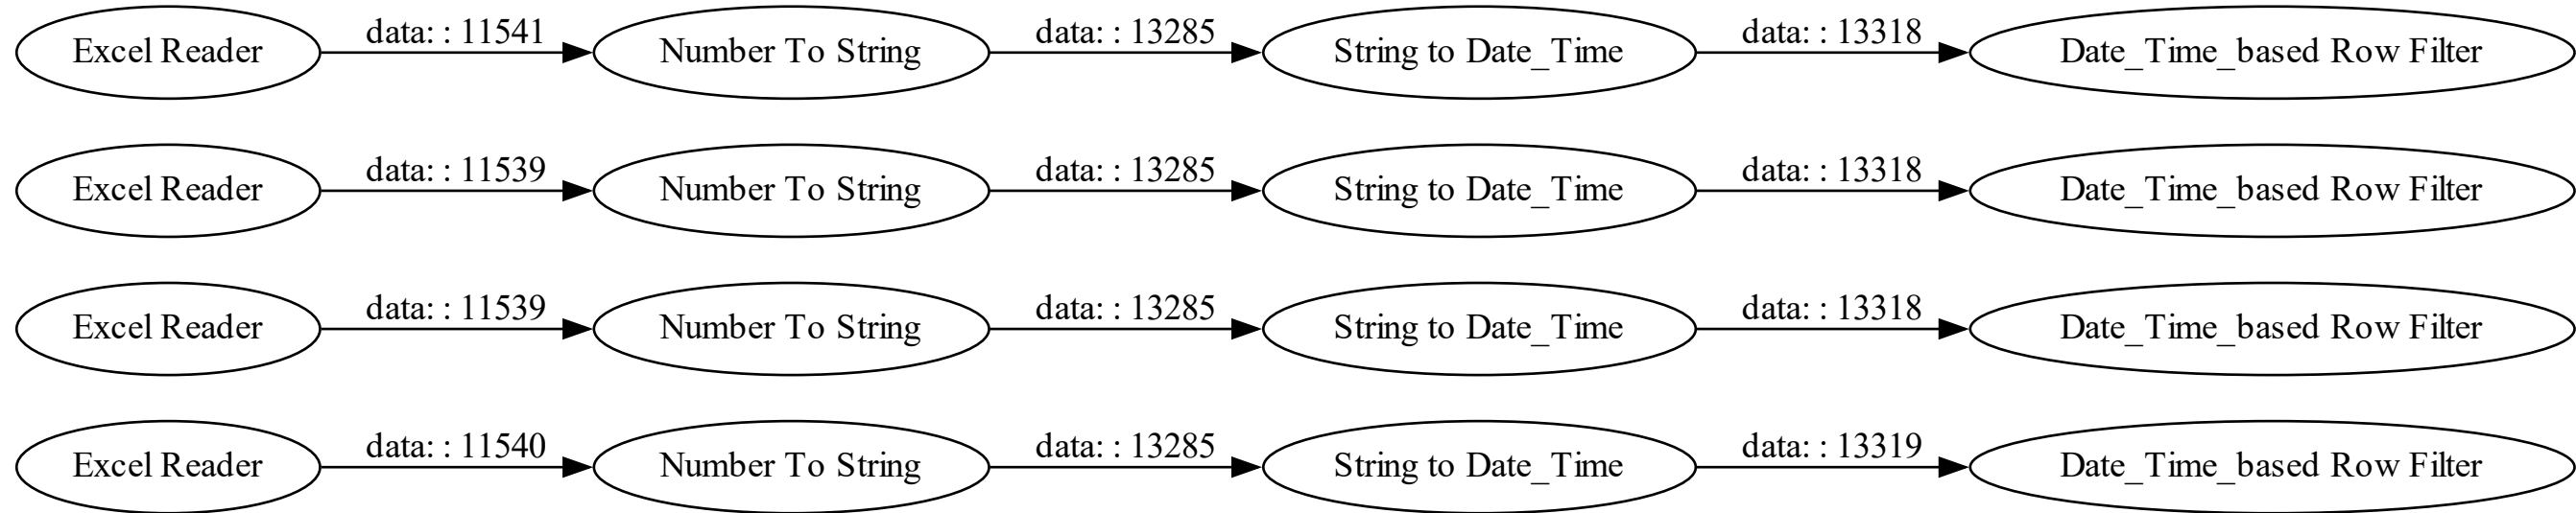 Excel Reader data: : 11541 Number To String data: : 13285 String to Date_Time data: : 13318 Date_Time_based Row Filter
Excel Reader data: : 11539 Number To String data: : 13285 String to Date_Time data: : 13318 Date_Time_based Row Filter
Excel Reader data: : 11539 Number To String data: : 13285 String to Date_Time data: : 13318 Date_Time_based Row Filter
Excel Reader data: : 11540 Number To String data: : 13285 String to Date_Time data: : 13319 Date_Time_based Row Filter